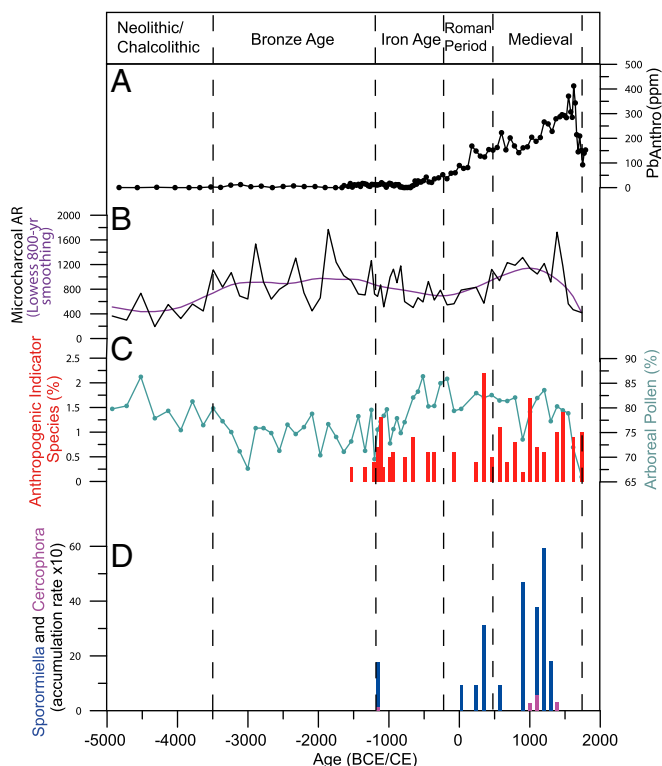 Neolithic/
Chalcolithic
Bronze Age
Iron Age
Roman
Period
Medieval
A
500
400
300
200
100
0
PbAnthro (ppm)
B
2000
1600
1200
800
400
0
Microcharcoal AR
(Lowess 800-yr
smoothing)
C
2.5
2
1.5
1
0.5
0
Anthropogenic Indicator
Species (%)
90
85
80
75
70
65
Arboreal Pollen (%)
D
60
40
20
0
Sporormiella and Cercophora
(accumulation rate x10)
-5000 -4000 -3000 -2000 -1000 0 1000 2000
Age (BCE/CE)